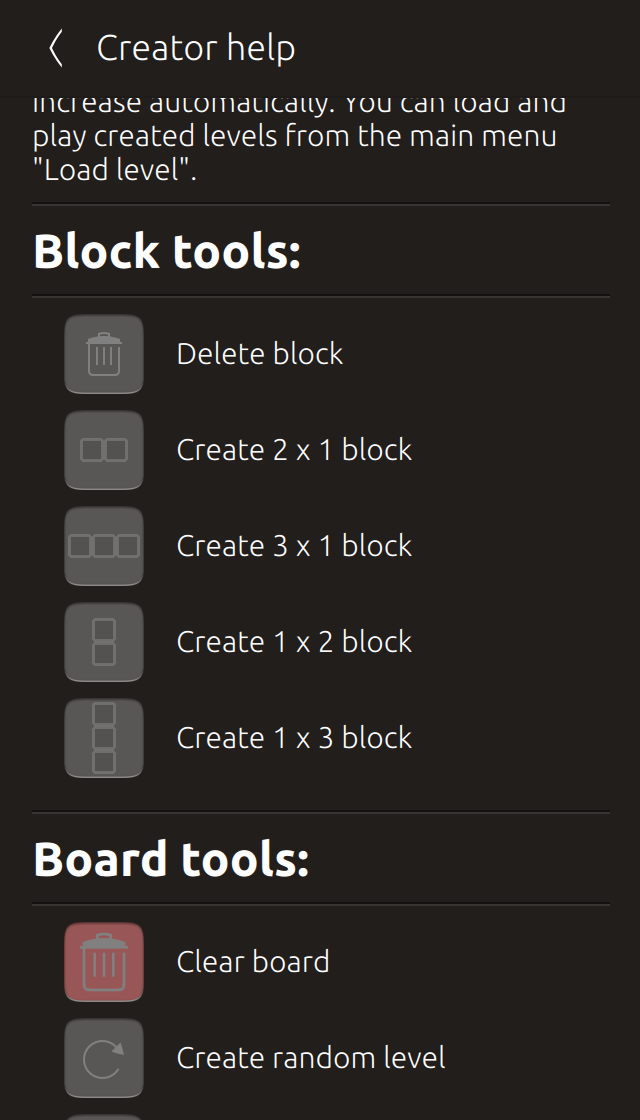 Creator help
increase automatically. You can load and
play created levels from the main menu
"Load level".
Block tools:
Delete block
Create 2 x 1 block
Create 3 x 1 block
Create 1 x 2 block
Create 1 x 3 block
Board tools:
Clear board
Create random level